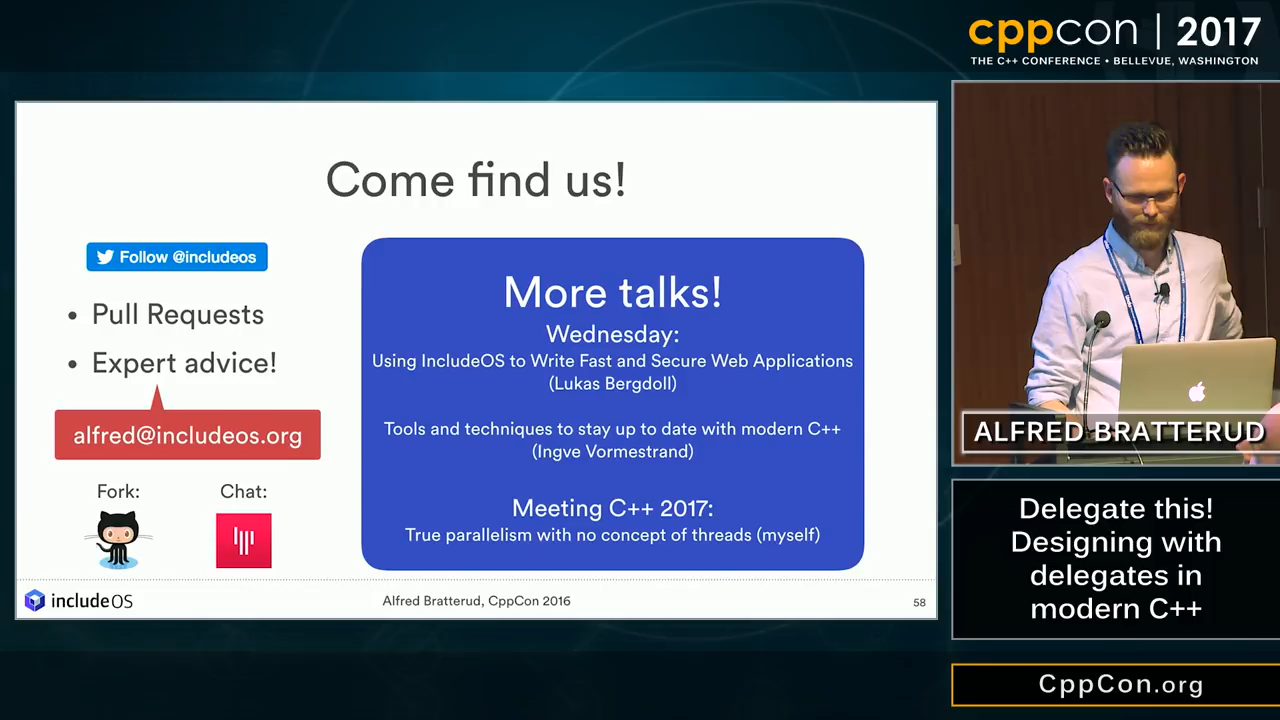 cppcon | 2017
THE C++ CONFERENCE • BELLEVUE, WASHINGTON
Come find us!
Follow @includeos
• Pull Requests
• Expert advice!
alfred@includeos.org
Fork:
Chat:
More talks!
Wednesday:
Using IncludeOS to Write Fast and Secure Web Applications
(Lukas Bergdoll)
Tools and techniques to stay up to date with modern C++
(Ingve Vormestrand)
Meeting C++ 2017:
True parallelism with no concept of threads (myself)
includeOS
Alfred Bratterud, CppCon 2016
58
ALFRED BRATTERUD
Delegate this!
Designing with
delegates in
modern C++
CppCon.org